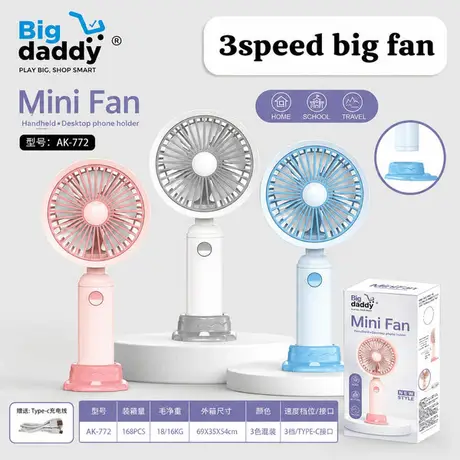 Big
daddy®
PLAY BIG, SHOP SMART
3speed big fan
Mini Fan
Handheld•Desktop phone holder
型号：AK-772
HOME
SCHOOL
TRAVEL
Big
daddy
Mini Fan
NEW
STYLE
赠送: Type-c充电线
型号 装箱量 毛净重 外箱尺寸 颜色 速度档位/接口
AK-772 168PCS 18/16KG 69X35X54cm 3色混装 3档/TYPE-C接口